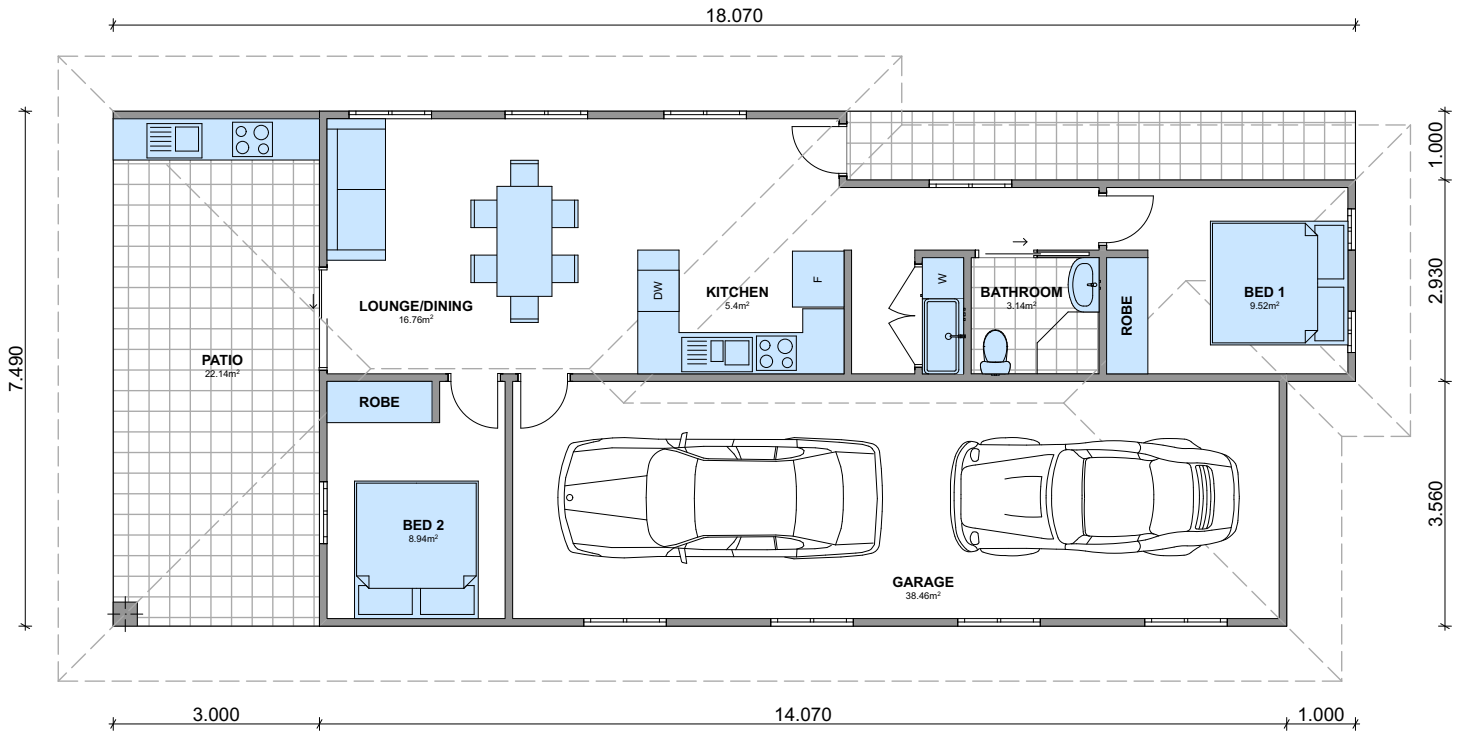 18.070
1.000
2.930
3.560
7.490
LOUNGE/DINING
16.76m²
KITCHEN
5.4m²
DW
F
W
BATHROOM
3.14m²
ROBE
BED 1
9.52m²
PATIO
22.14m²
ROBE
BED 2
8.94m²
GARAGE
38.46m²
3.000
14.070
1.000